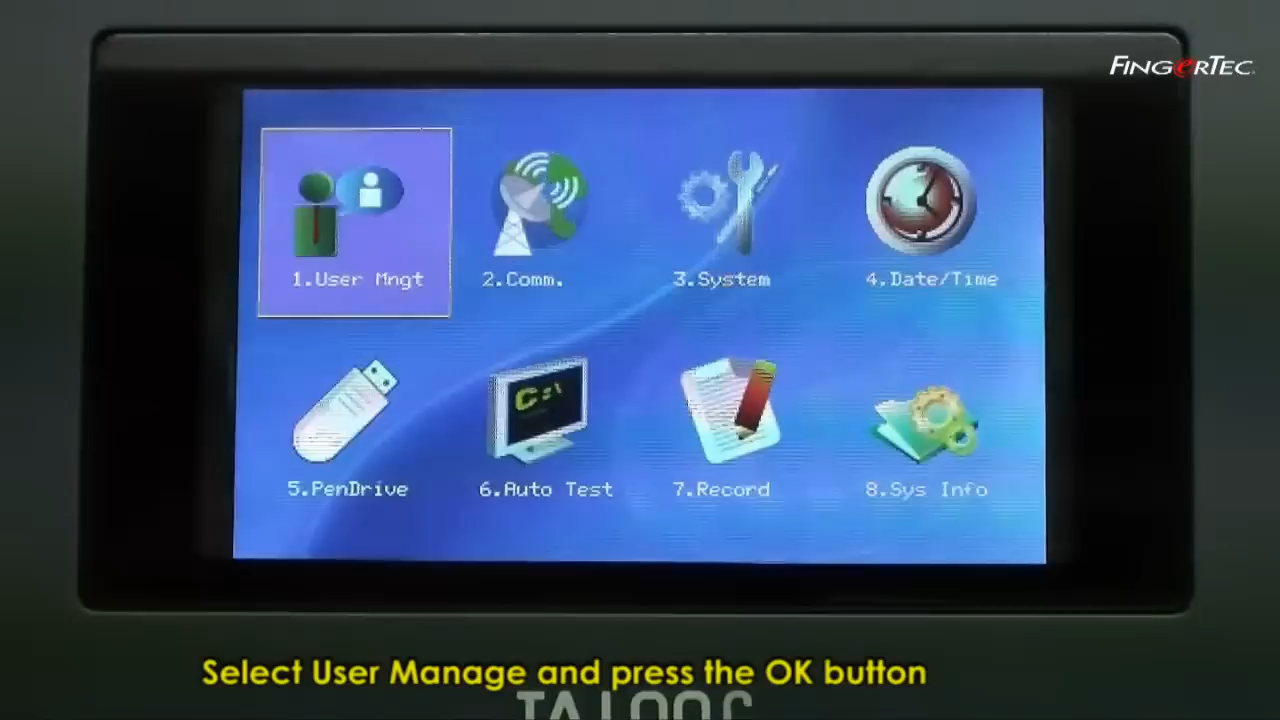 FINGERTEC
1.User Mngt 2.Comm. 3.System 4.Date/Time
C:\
5.PenDrive 6.Auto Test 7.Record 8.Sys Info
Select User Manage and press the OK button